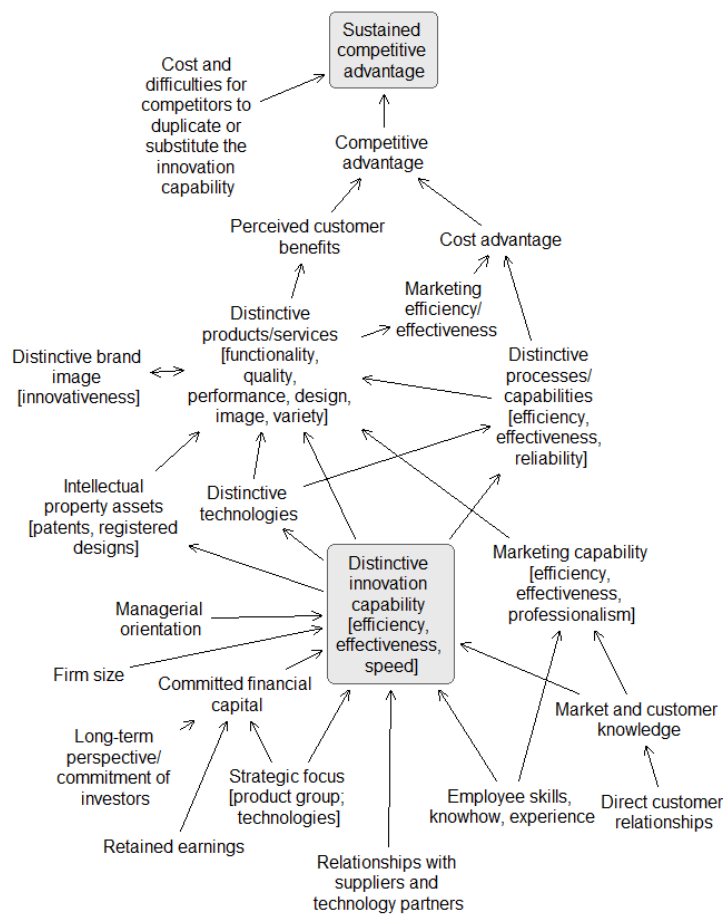 Sustained
competitive
advantage
Cost and
difficulties for
competitors to
duplicate or
substitute the
innovation
capability
Competitive
advantage
Perceived customer
benefits
Cost advantage
Marketing
efficiency/
effectiveness
Distinctive
products/services
[functionality,
quality,
performance, design,
image, variety]
Distinctive brand
image
[innovativeness]
Distinctive
processes/
capabilities
[efficiency,
effectiveness,
reliability]
Intellectual
property assets
[patents, registered
designs]
Distinctive
technologies
Distinctive
innovation
capability
[efficiency,
effectiveness,
speed]
Marketing capability
[efficiency,
effectiveness,
professionalism]
Managerial
orientation
Firm size
Committed financial
capital
Market and customer
knowledge
Long-term
perspective/
commitment of
investors
Strategic focus
[product group;
technologies]
Employee skills,
knowhow, experience
Direct customer
relationships
Retained earnings
Relationships with
suppliers and
technology partners